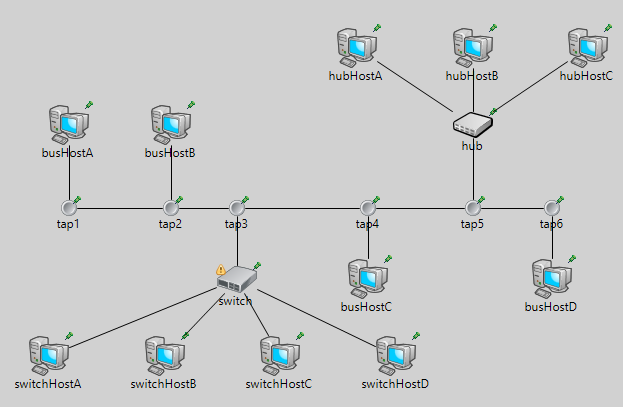 hubHostA
hubHostB
hubHostC
busHostA
busHostB
hub
tap1
tap2
tap3
tap4
tap5
tap6
switch
busHostC
busHostD
switchHostA
switchHostB
switchHostC
switchHostD